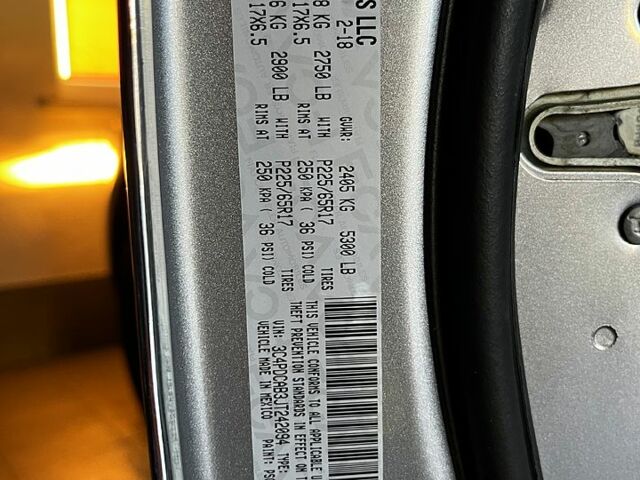 S LLC
2-18 GVWR: 2405 KG 5300 LB
8 KG 2750 LB WITH P225/65R17 TIRES
17X6.5 RIMS AT 250 KPA ( 36 PSI) COLD
6 KG 2900 LB WITH P225/65R17 TIRES
17X6.5 RIMS AT 250 KPA ( 36 PSI) COLD
THIS VEHICLE CONFORMS TO ALL APPLICABLE
THEFT PREVENTION STANDARDS IN EFFECT ON T
VIN: 3C4PDCAB3JT242094 TYPE:
VEHICLE MADE IN MEXICO PAINT: PS